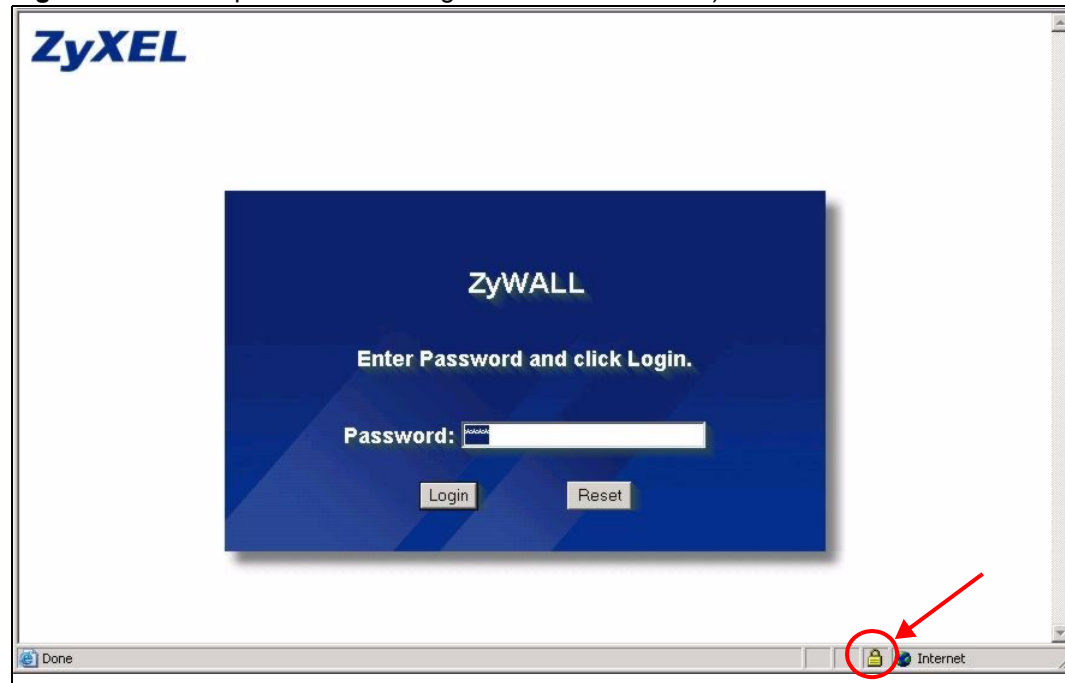 ZyXEL
ZyWALL
Enter Password and click Login.
Password: *****
Login Reset
Done Internet